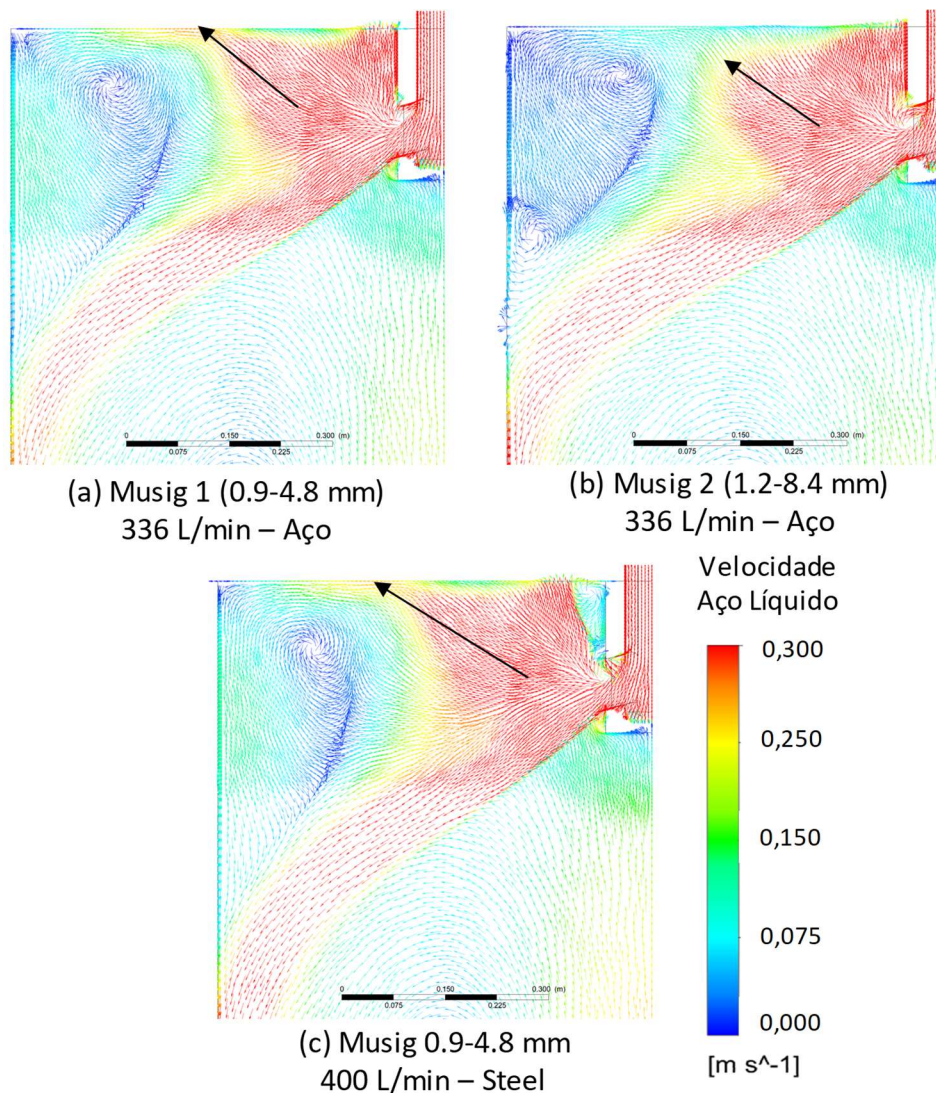 0 0.150 0.300 (m)
0.075 0.225
0 0.150 0.300 (m)
0.075 0.225
(a) Musig 1 (0.9-4.8 mm)
336 L/min – Aço
(b) Musig 2 (1.2-8.4 mm)
336 L/min – Aço
Velocidade
Aço Líquido
0,300
0,250
0,150
0,075
0,000
[m s^-1]
0 0.150 0.300 (m)
0.075 0.225
(c) Musig 0.9-4.8 mm
400 L/min – Steel